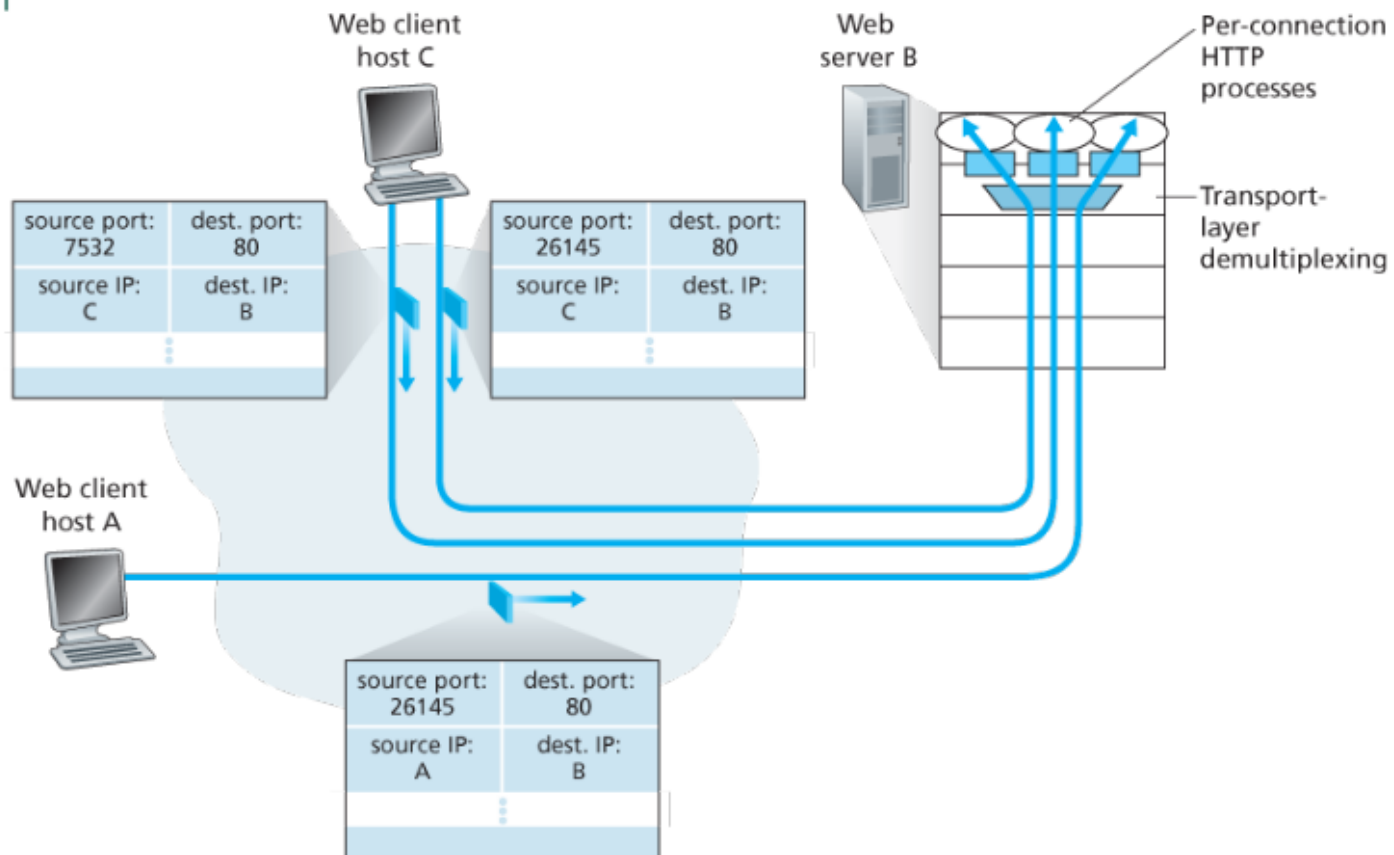 Web client
host C
Web
server B
Per-connection
HTTP
processes
Transport-
layer
demultiplexing
source port:
7532
dest. port:
80
source IP:
C
dest. IP:
B
source port:
26145
dest. port:
80
source IP:
C
dest. IP:
B
Web client
host A
source port:
26145
dest. port:
80
source IP:
A
dest. IP:
B